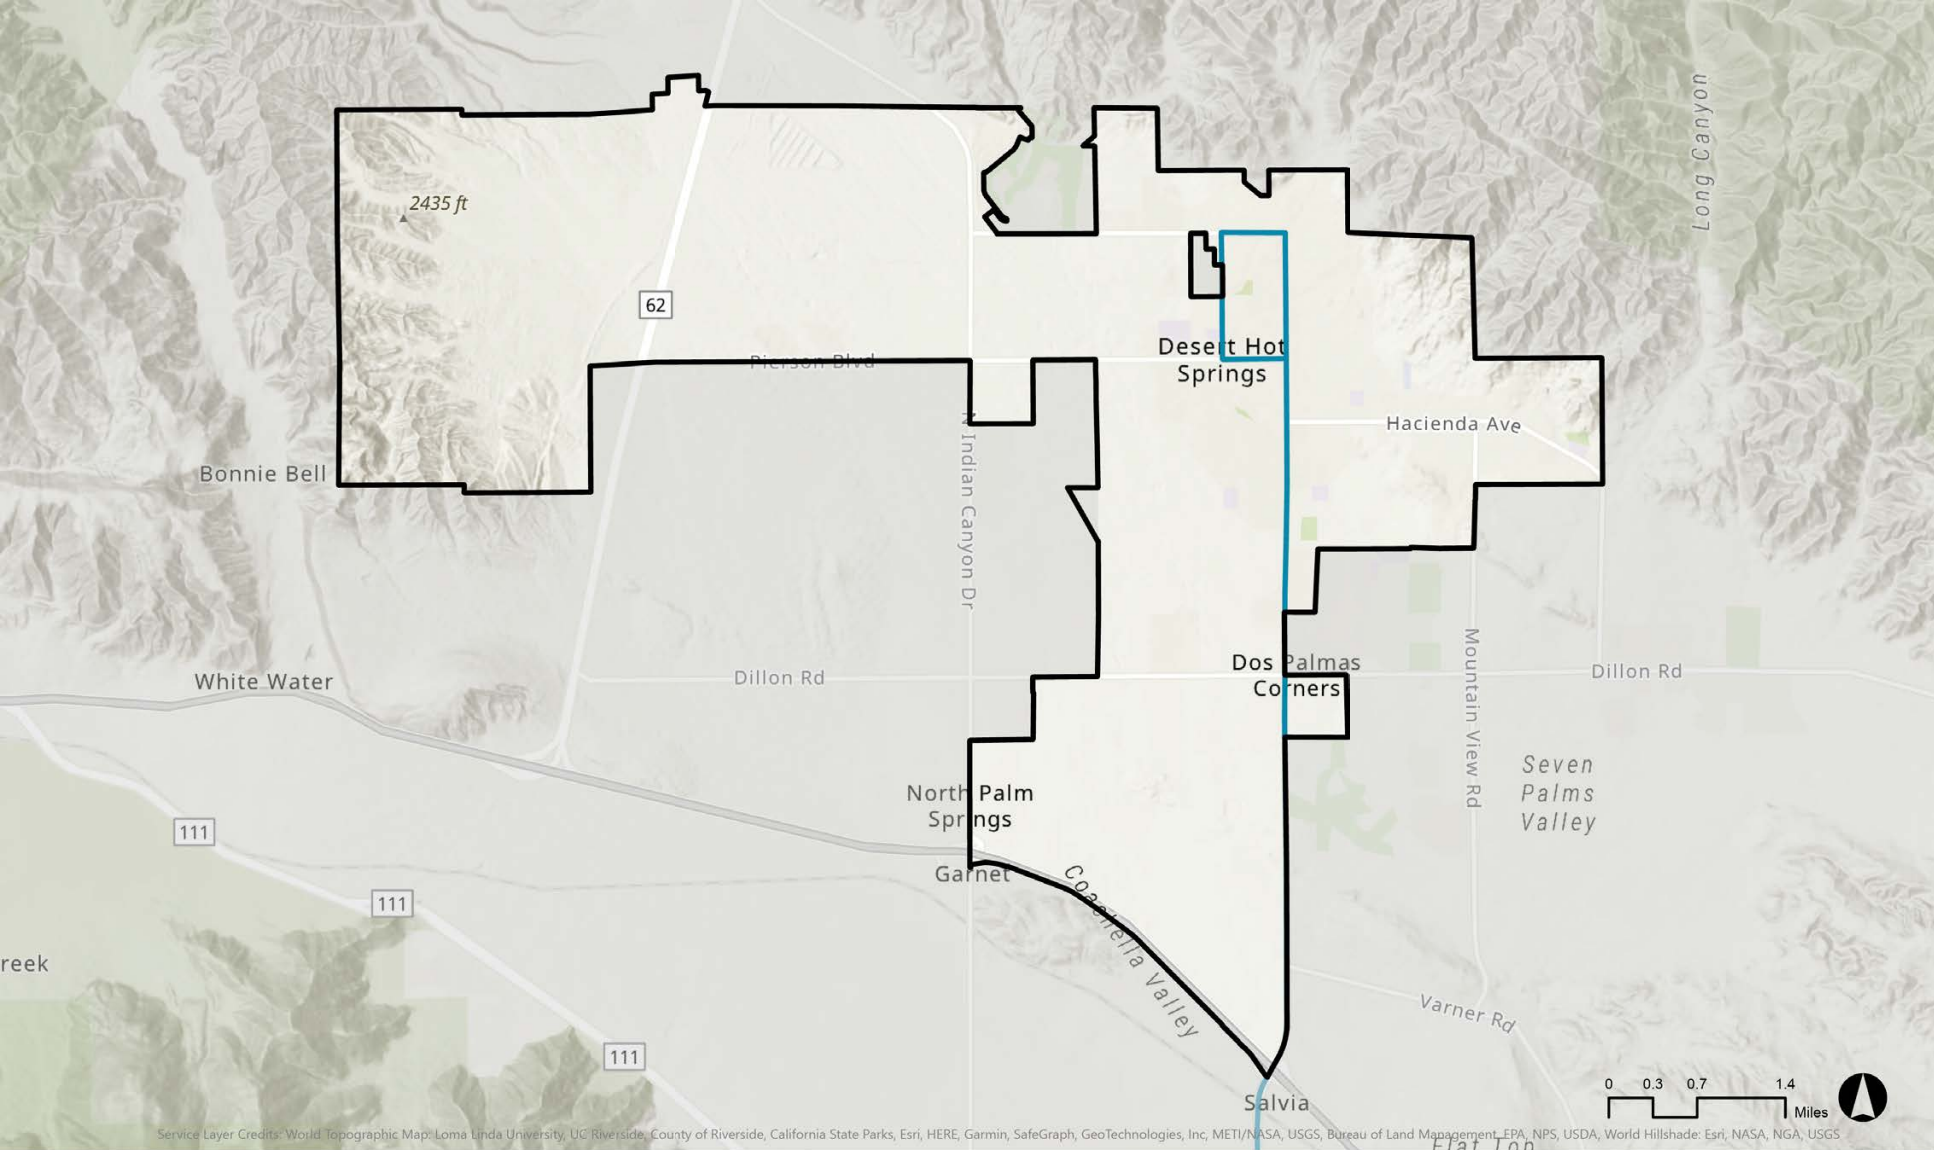 Long Canyon
2435 ft
62
Desert Hot
Springs
Pierson Blvd
Hacienda Ave
Bonnie Bell
N Indian Canyon Dr
White Water
Dillon Rd
Dos Palmas
Corners
Dillon Rd
Mountain View Rd
Seven
Palms
Valley
North Palm
Springs
111
Garnet
Coachella Valley
111
reek
Varner Rd
111
0 0.3 0.7 1.4
Miles
Salvia
Service Layer Credits: World Topographic Map: Loma Linda University, UC Riverside, County of Riverside, California State Parks, Esri, HERE, Garmin, SafeGraph, GeoTechnologies, Inc, METI/NASA, USGS, Bureau of Land Management, EPA, NPS, USDA, World Hillshade: Esri, NASA, NGA, USGS
Flat Top